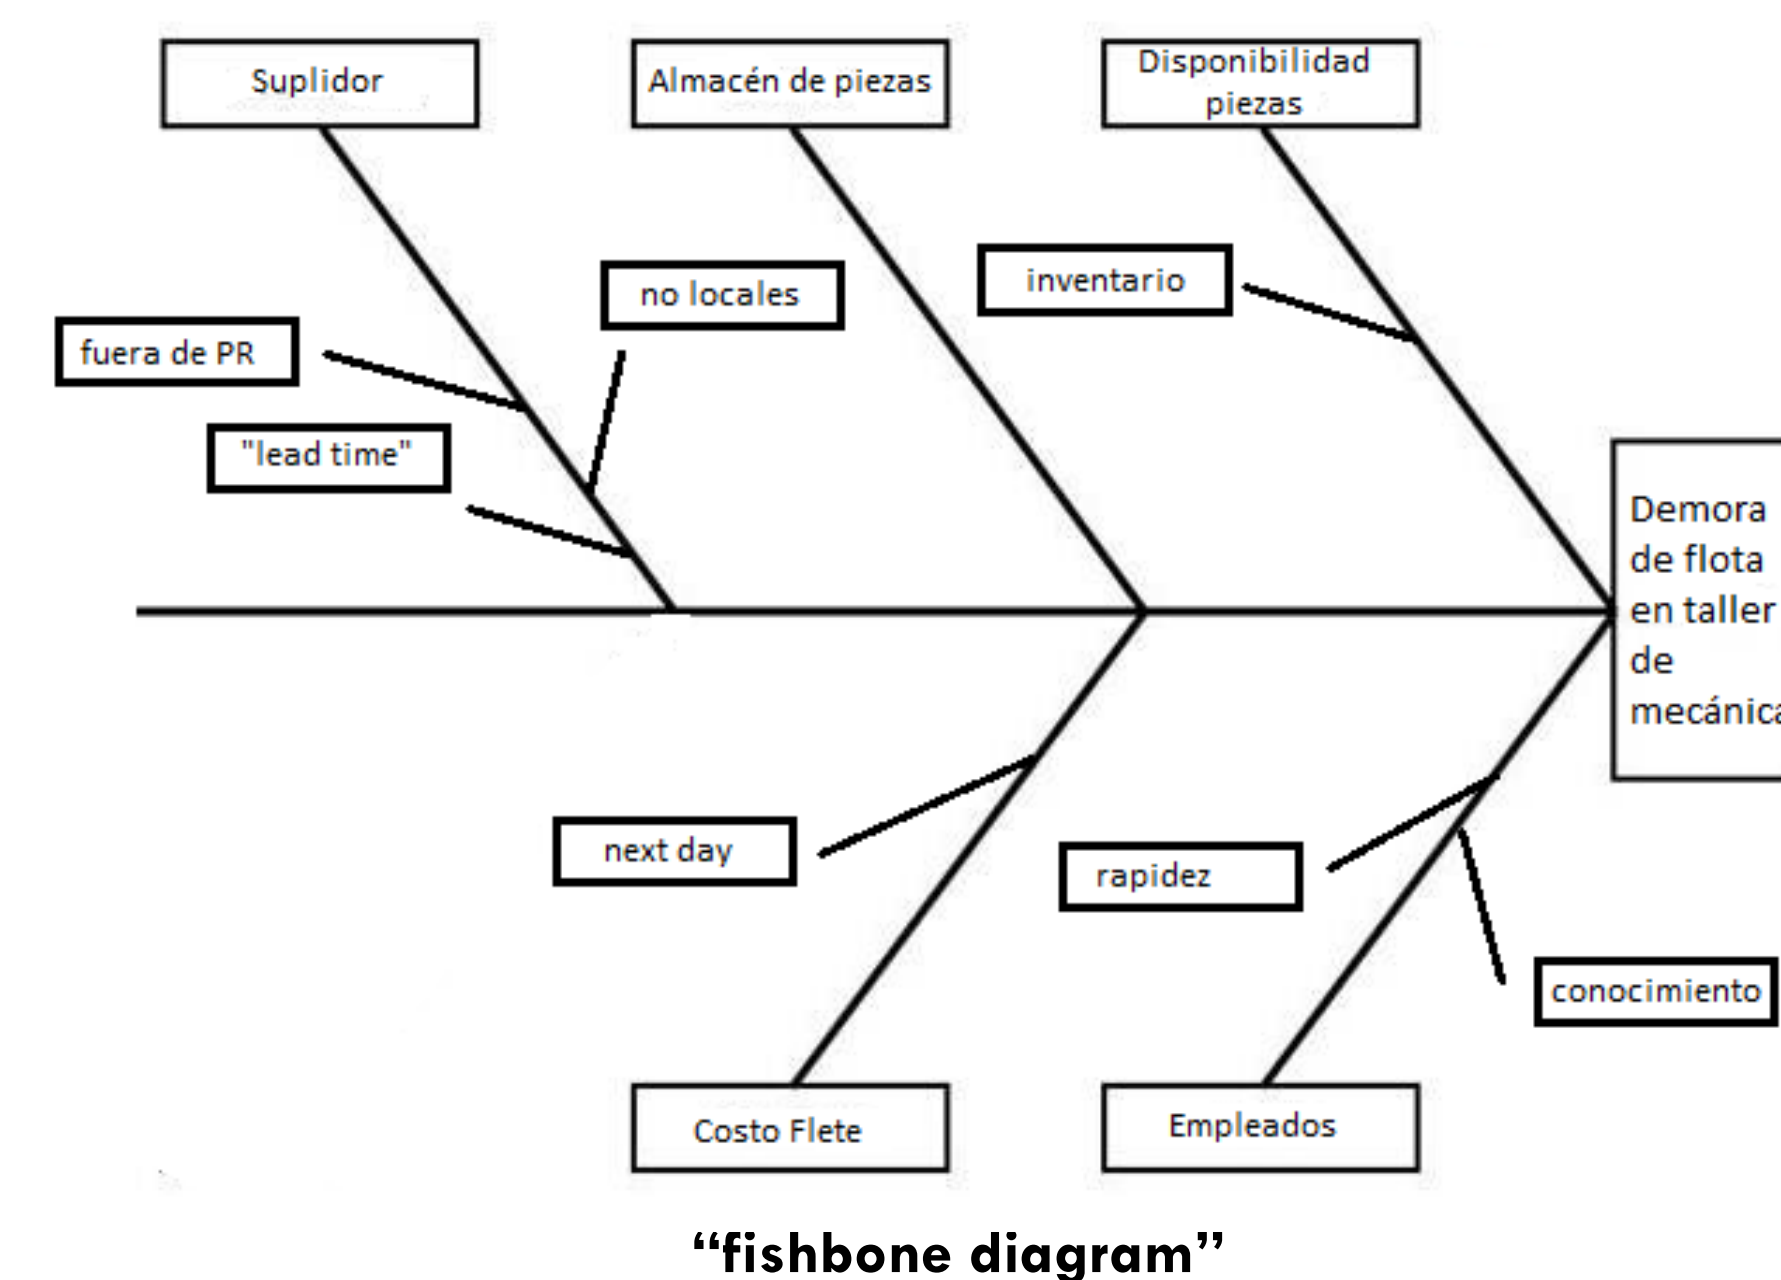 Suplidor
Almacén de piezas
Disponibilidad
piezas
no locales
inventario
fuera de PR
"lead time"
Demora
de flota
en taller
de
mecánica
next day
rapidez
conocimiento
Costo Flete
Empleados
“fishbone diagram”